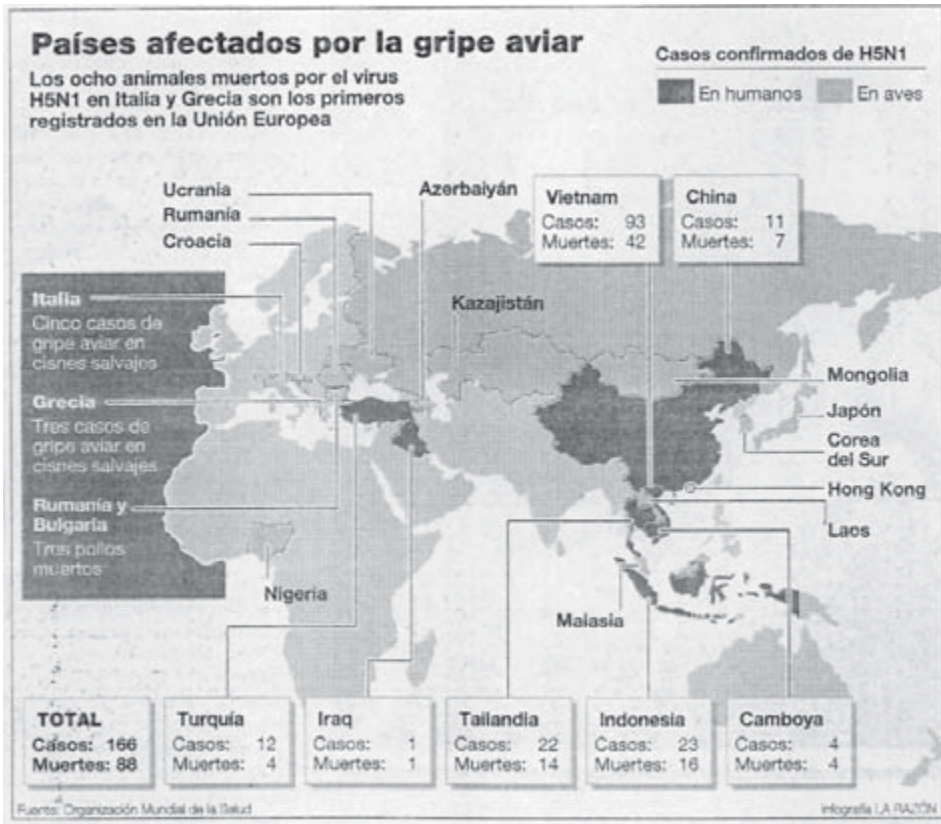 Países afectados por la gripe aviar
Los ocho animales muertos por el virus
H5N1 en Italia y Grecia son los primeros
registrados en la Unión Europea
Casos confirmados de H5N1
En humanos
En aves
Ucrania
Rumanía
Croacia
Azerbaiyán
Vietnam
Casos: 93
Muertes: 42
China
Casos: 11
Muertes: 7
Italia
Cinco casos de
gripe aviar en
cisnes salvajes
Kazajistán
Grecia
Tres casos de
gripe aviar en
cisnes salvajes
Rumanía y
Bulgaria
Tres pollos
muertos
Mongolia
Japón
Corea
del Sur
Hong Kong
Laos
Nigeria
Malasia
TOTAL
Casos: 166
Muertes: 88
Turquía
Casos: 12
Muertes: 4
Iraq
Casos: 1
Muertes: 1
Tailandia
Casos: 22
Muertes: 14
Indonesia
Casos: 23
Muertes: 16
Camboya
Casos: 4
Muertes: 4
Fuente: Organización Mundial de la Salud
Infografía LA RAZÓN